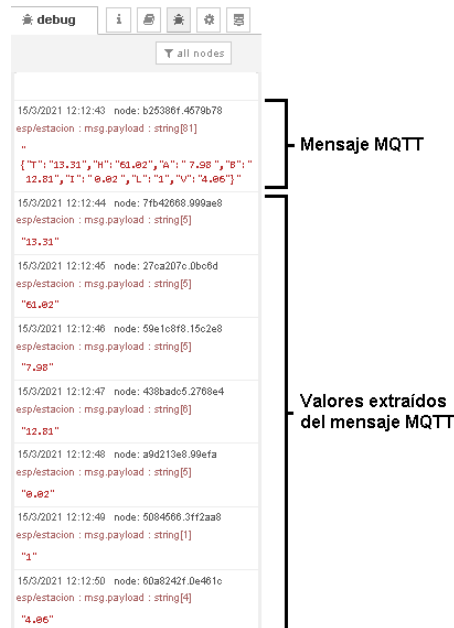 debug
i
all nodes
15/3/2021 12:12:43 node: b25386f.4579b78
esp/estacion : msg.payload : string[81]
"
{"T":"13.31","H":"61.02","A":" 7.98 ","B":"
12.81","I":" 0.02 ","L":"1","V":"4.06"}"
Mensaje MQTT
15/3/2021 12:12:44 node: 7fb42668.999ae8
esp/estacion : msg.payload : string[5]
"13.31"
15/3/2021 12:12:45 node: 27ca207c.0bc6d
esp/estacion : msg.payload : string[5]
"61.02"
15/3/2021 12:12:46 node: 59e1c8f8.15c2e8
esp/estacion : msg.payload : string[5]
"7.98"
15/3/2021 12:12:47 node: 438badc5.2768e4
esp/estacion : msg.payload : string[6]
"12.81"
Valores extraídos
del mensaje MQTT
15/3/2021 12:12:48 node: a9d213e8.99efa
esp/estacion : msg.payload : string[5]
"0.02"
15/3/2021 12:12:49 node: 5084566.3ff2aa8
esp/estacion : msg.payload : string[1]
"1"
15/3/2021 12:12:50 node: 60a8242f.0e461c
esp/estacion : msg.payload : string[4]
"4.06"